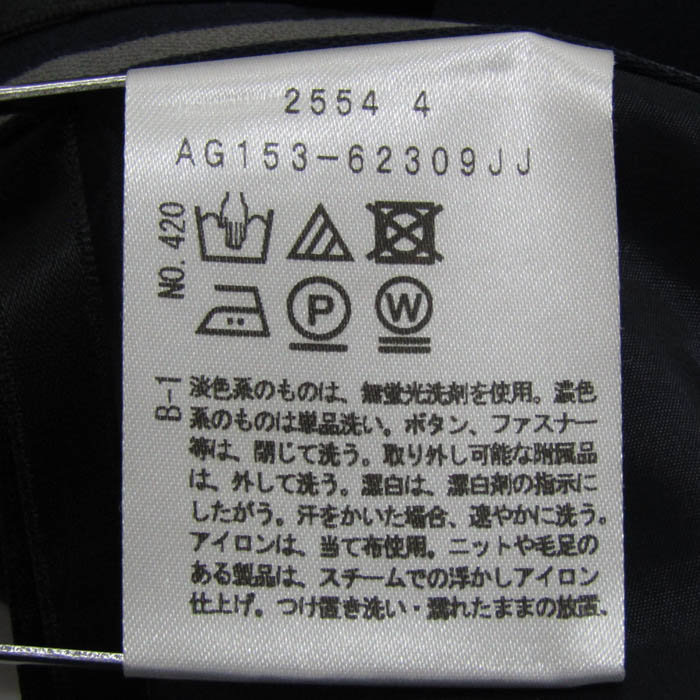 2554 4
AG153-62309JJ
NO. 420
P
W
B-1
淡色系のものは、無蛍光洗剤を使用。濃色
系のものは単品洗い。ボタン、ファスナー
等は、閉じて洗う。取り外し可能な附属品
は、外して洗う。漂白は、漂白剤の指示に
したがう。汗をかいた場合、速やかに洗う。
アイロンは、当て布使用。ニットや毛足の
ある製品は、スチームでの浮かしアイロン
仕上げ。つけ置き洗い・濡れたままの放置、